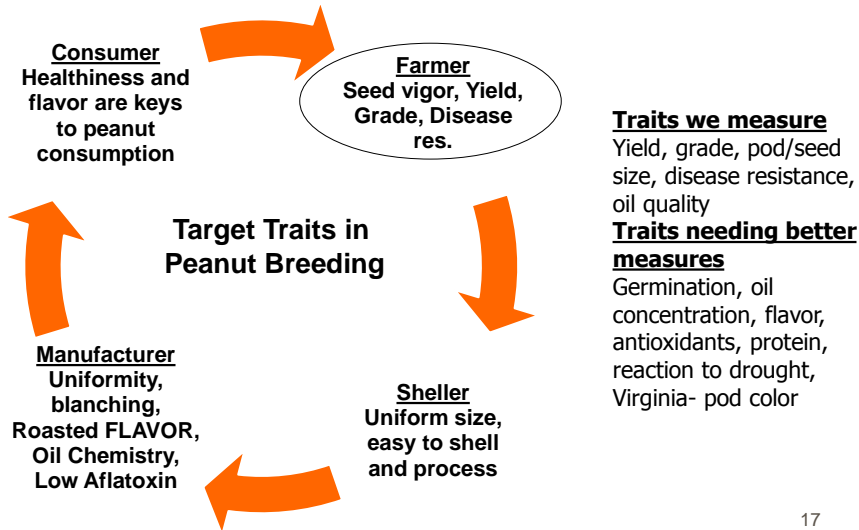 Consumer
Healthiness and
flavor are keys
to peanut
consumption
Farmer
Seed vigor, Yield,
Grade, Disease
res.
Target Traits in
Peanut Breeding
Manufacturer
Uniformity,
blanching,
Roasted FLAVOR,
Oil Chemistry,
Low Aflatoxin
Sheller
Uniform size,
easy to shell
and process
Traits we measure
Yield, grade, pod/seed
size, disease resistance,
oil quality
Traits needing better
measures
Germination, oil
concentration, flavor,
antioxidants, protein,
reaction to drought,
Virginia- pod color
17